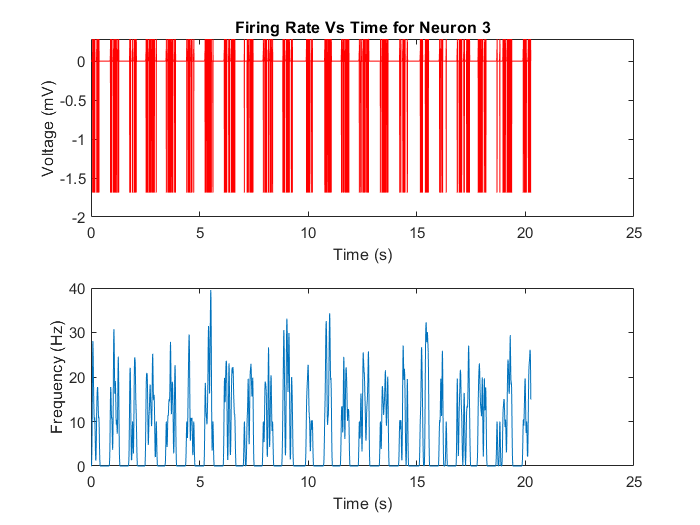 Firing Rate Vs Time for Neuron 3
Voltage (mV)
0
-0.5
-1
-1.5
-2
0 5 10 15 20 25
Time (s)
Frequency (Hz)
40
30
20
10
0
0 5 10 15 20 25
Time (s)